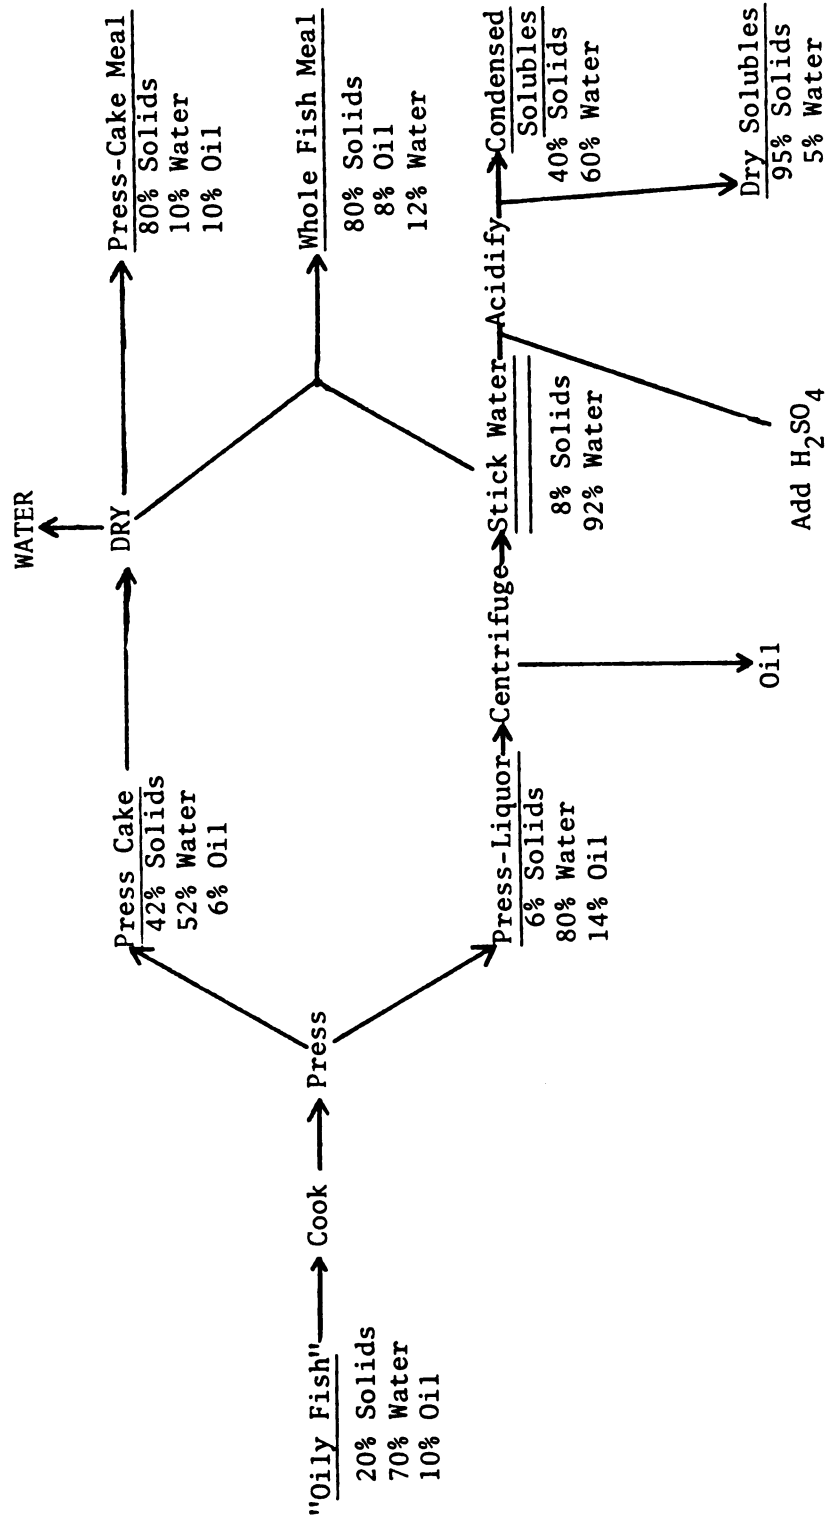 "Oily Fish"
20% Solids
70% Water
10% Oil
Cook
Press
Press Cake
42% Solids
52% Water
6% Oil
DRY
WATER
Press-Cake Meal
80% Solids
10% Water
10% Oil
Whole Fish Meal
80% Solids
8% Oil
12% Water
Press-Liquor
6% Solids
80% Water
14% Oil
Centrifuge
Oil
Stick Water
8% Solids
92% Water
Add H₂SO₄
Acidify
Condensed
Solubles
40% Solids
60% Water
Dry Solubles
95% Solids
5% Water